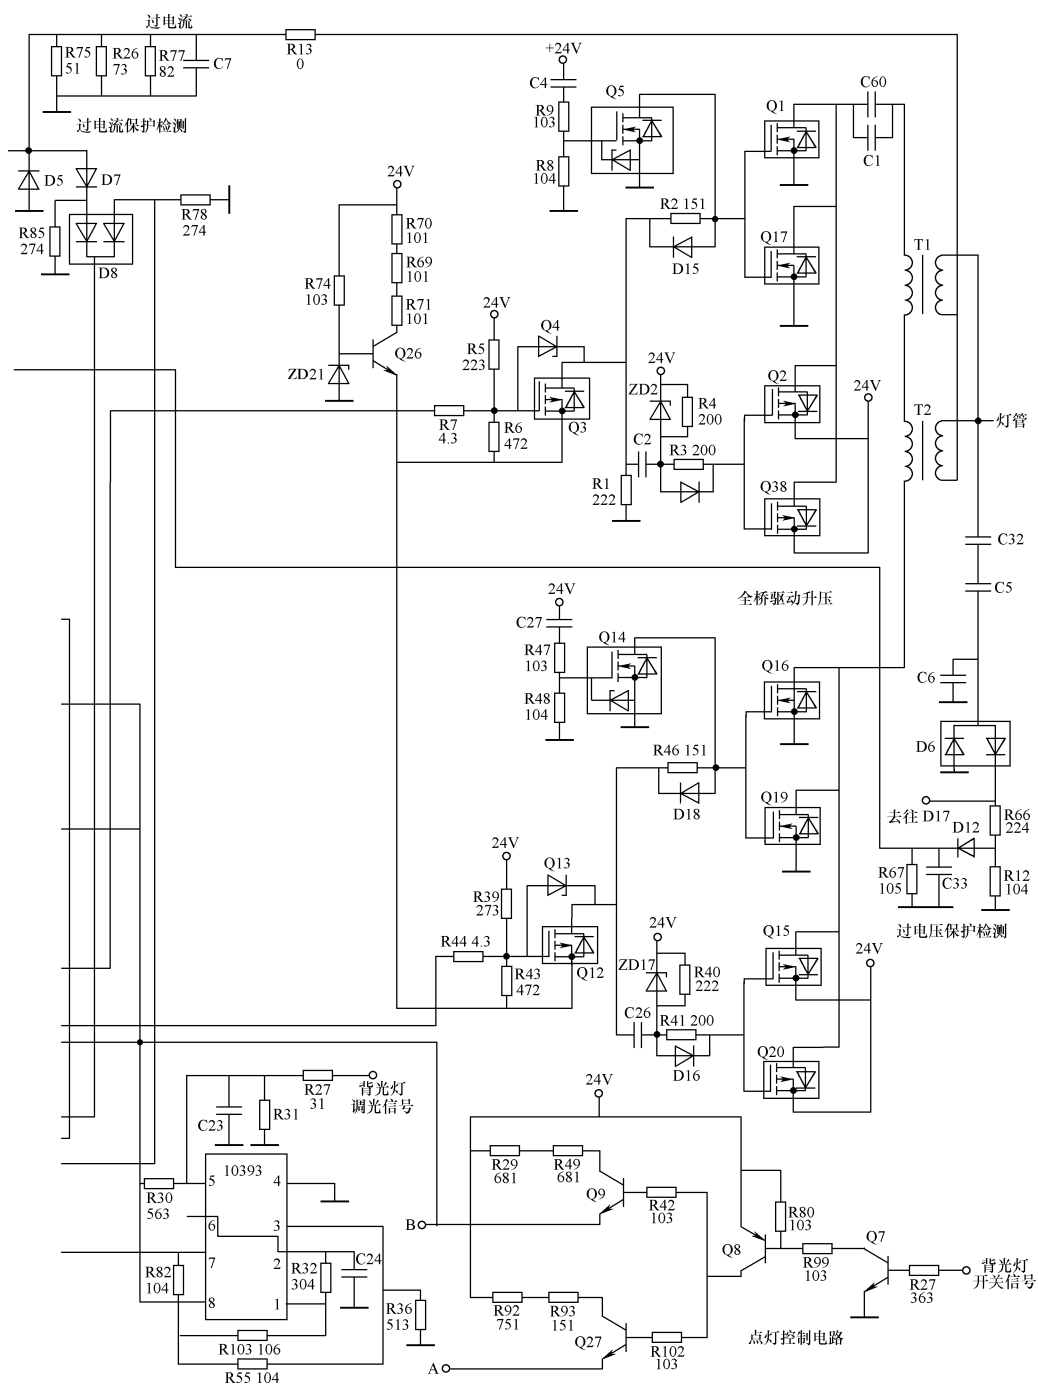 过电流
R75
51
R26
73
R77
82
C7
R13
0
过电流保护检测
+24V
C4
R9
103
R8
104
Q5
Q1
C60
C1
D5
D7
R78
274
R85
274
D8
24V
R70
101
R69
101
R71
101
R74
103
ZD21
Q26
R2 151
D15
Q17
T1
24V
R5
223
Q4
Q3
R7
4.3
R6
472
24V
ZD2
R4
200
C2
R3 200
R1
222
Q2
24V
Q38
T2
灯管
C32
C5
全桥驱动升压
24V
C27
R47
103
R48
104
Q14
Q16
C6
D6
R46 151
D18
Q19
去往 D17
R66
224
D12
R67
105
C33
R12
104
过电压保护检测
24V
R39
273
Q13
Q12
R44 4.3
R43
472
24V
ZD17
R40
222
C26
R41 200
D16
Q15
24V
Q20
背光灯
调光信号
R27
31
C23
R31
10393
5
4
6
3
7
2
8
1
R30
563
R82
104
R32
304
C24
R36
513
R103 106
R55 104
24V
R29
681
R49
681
Q9
R42
103
B
Q8
R80
103
R99
103
Q7
R27
363
背光灯
开关信号
R92
751
R93
151
Q27
R102
103
A
点灯控制电路